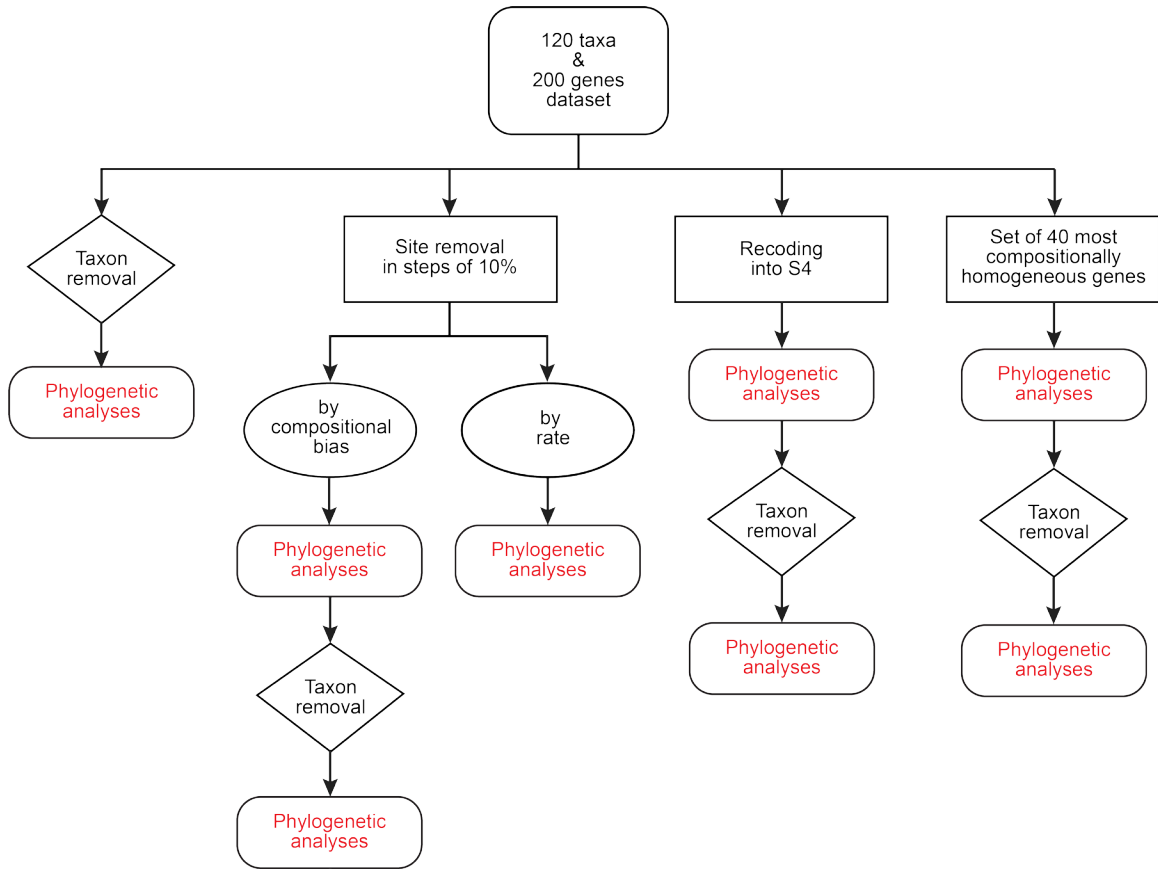 120 taxa
&
200 genes
dataset
Taxon
removal
Phylogenetic
analyses
Site removal
in steps of 10%
by
compositional
bias
Phylogenetic
analyses
Taxon
removal
Phylogenetic
analyses
by
rate
Phylogenetic
analyses
Recoding
into S4
Phylogenetic
analyses
Taxon
removal
Phylogenetic
analyses
Set of 40 most
compositionally
homogeneous genes
Phylogenetic
analyses
Taxon
removal
Phylogenetic
analyses